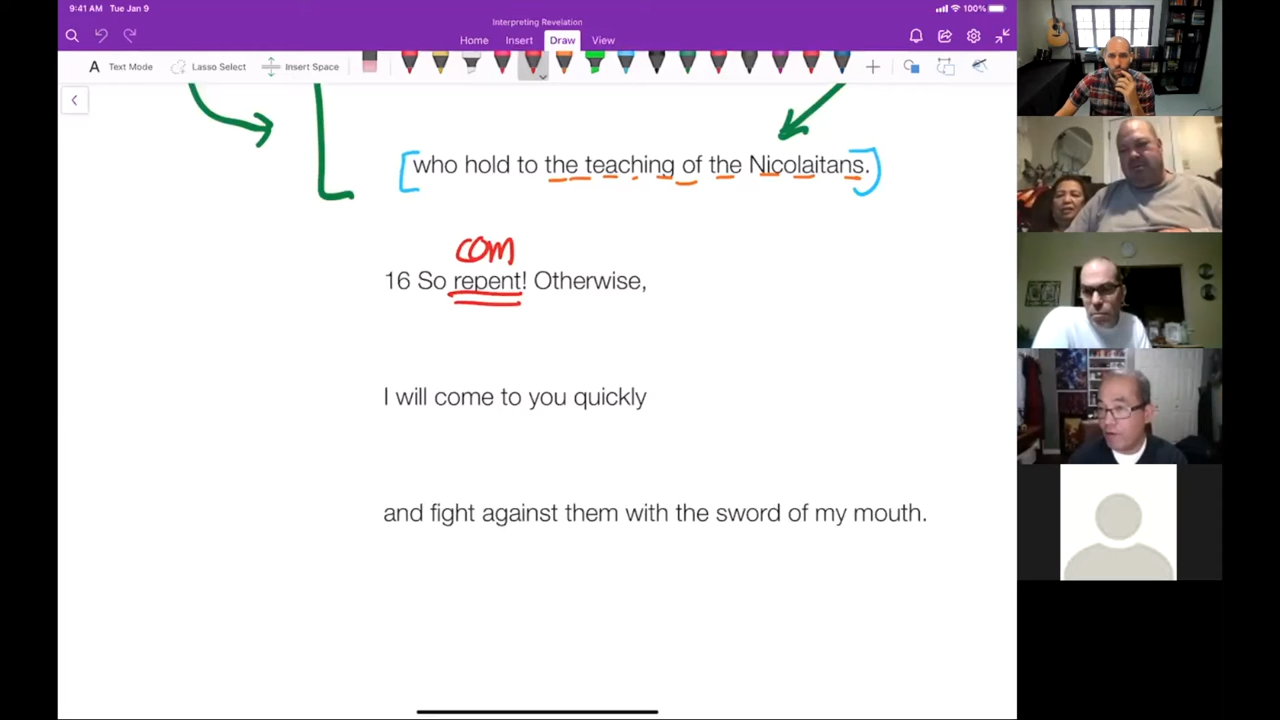 9:41 AM Tue Jan 9
100%
Interpreting Revelation
Home Insert Draw View
Text Mode Lasso Select Insert Space
who hold to the teaching of the Nicolaitans.
com
16 So repent! Otherwise,
I will come to you quickly
and fight against them with the sword of my mouth.